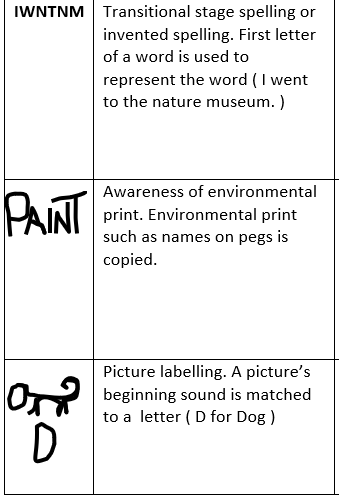 IWNTNM
Transitional stage spelling or
invented spelling. First letter
of a word is used to
represent the word ( I went
to the nature museum. )
PAINT
Awareness of environmental
print. Environmental print
such as names on pegs is
copied.
D
Picture labelling. A picture’s
beginning sound is matched
to a  letter ( D for Dog )